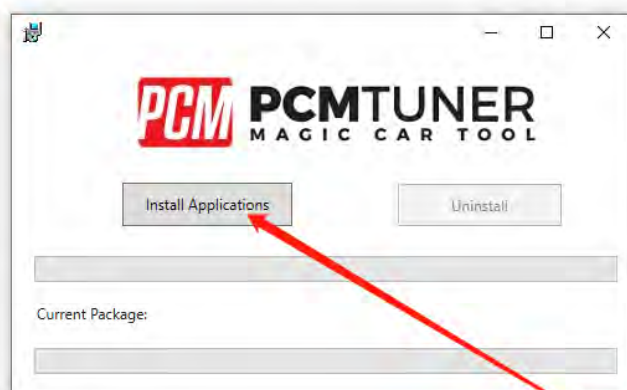 PCM PCMTUNER
MAGIC CAR TOOL
Install Applications Uninstall
Current Package: